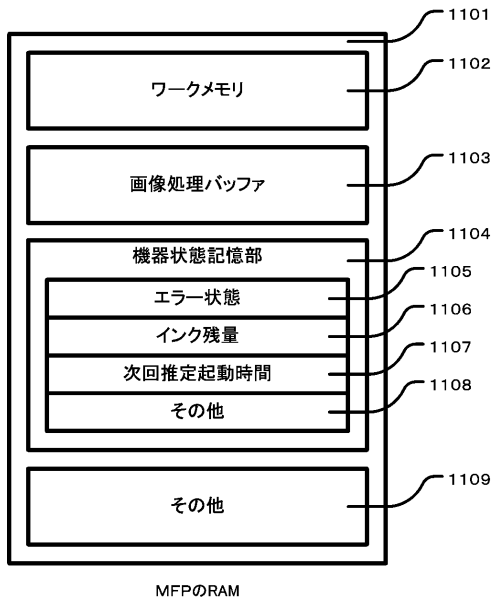 1101
ワークメモリ
1102
画像処理バッファ
1103
機器状態記憶部
1104
エラー状態
1105
インク残量
1106
次回推定起動時間
1107
その他
1108
その他
1109
MFPのRAM